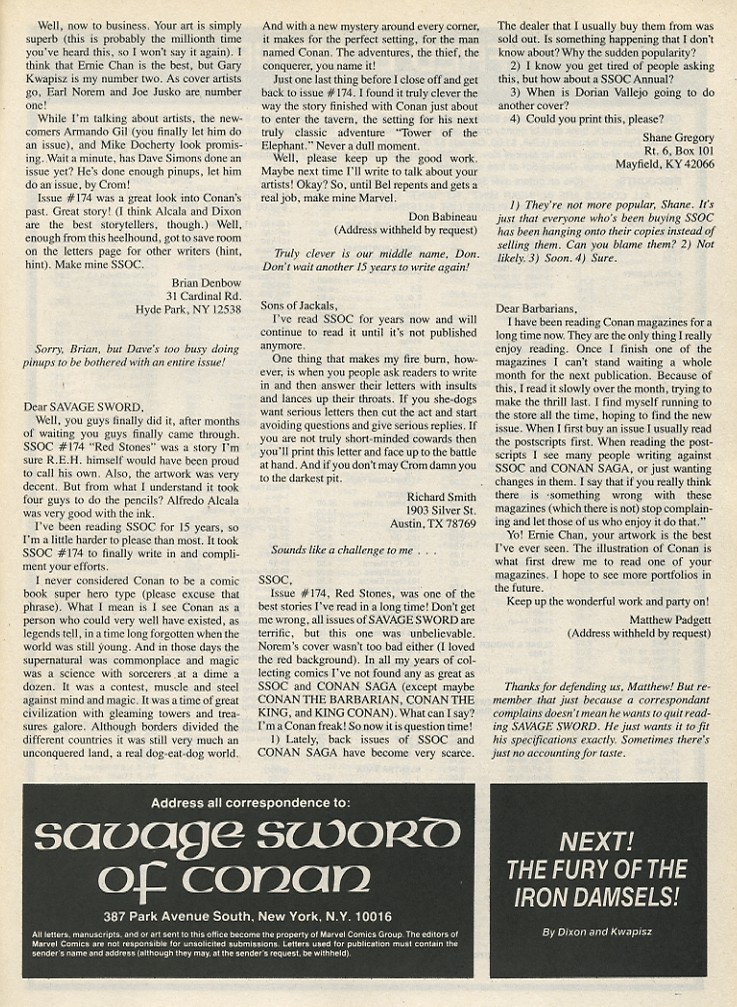 Well, now to business. Your art is simply
superb (this is probably the millionth time
you've heard this, so I won't say it again). I
think that Ernie Chan is the best, but Gary
Kwapisz is my number two. As cover artists
go, Earl Norem and Joe Jusko are number
one!
While I'm talking about artists, the new-
comers Armando Gil (you finally let him do
an issue), and Mike Docherty look promis-
ing. Wait a minute, has Dave Simons done an
issue yet? He's done enough pinups, let him
do an issue, by Crom!
Issue #174 was a great look into Conan's
past. Great story! (I think Alcala and Dixon
are the best storytellers, though.) Well,
enough from this heelhound, got to save room
on the letters page for other writers (hint,
hint). Make mine SSOC.
Brian Denbow
31 Cardinal Rd.
Hyde Park, NY 12538
Sorry, Brian, but Dave's too busy doing
pinups to be bothered with an entire issue!
Dear SAVAGE SWORD,
Well, you guys finally did it, after months
of waiting you guys finally came through.
SSOC #174 "Red Stones" was a story I'm
sure R.E.H. himself would have been proud
to call his own. Also, the artwork was very
decent. But from what I understand it took
four guys to do the pencils? Alfredo Alcala
was very good with the ink.
I've been reading SSOC for 15 years, so
I'm a little harder to please than most. It took
SSOC #174 to finally write in and compli-
ment your efforts.
I never considered Conan to be a comic
book super hero type (please excuse that
phrase). What I mean is I see Conan as a
person who could very well have existed, as
legends tell, in a time long forgotten when the
world was still young. And in those days the
supernatural was commonplace and magic
was a science with sorcerers at a dime a
dozen. It was a contest, muscle and steel
against mind and magic. It was a time of great
civilization with gleaming towers and trea-
sures galore. Although borders divided the
different countries it was still very much an
unconquered land, a real dog-eat-dog world.
And with a new mystery around every corner,
it makes for the perfect setting, for the man
named Conan. The adventures, the thief, the
conquerer, you name it!
Just one last thing before I close off and get
back to issue #174. I found it truly clever the
way the story finished with Conan just about
to enter the tavern, the setting for his next
truly classic adventure "Tower of the
Elephant." Never a dull moment.
Well, please keep up the good work.
Maybe next time I'll write to talk about your
artists! Okay? So, until Bel repents and gets a
real job, make mine Marvel.
Don Babineau
(Address withheld by request)
Truly clever is our middle name, Don.
Don't wait another 15 years to write again!
Sons of Jackals,
I've read SSOC for years now and will
continue to read it until it's not published
anymore.
One thing that makes my fire burn, how-
ever, is when you people ask readers to write
in and then answer their letters with insults
and lances up their throats. If you she-dogs
want serious letters then cut the act and start
avoiding questions and give serious replies. If
you are not truly short-minded cowards then
you'll print this letter and face up to the battle
at hand. And if you don't may Crom damn you
to the darkest pit.
Richard Smith
1903 Silver St.
Austin, TX 78769
Sounds like a challenge to me . . .
SSOC,
Issue #174, Red Stones, was one of the
best stories I've read in a long time! Don't get
me wrong, all issues of SAVAGE SWORD are
terrific, but this one was unbelievable.
Norem's cover wasn't too bad either (I loved
the red background). In all my years of col-
lecting comics I've not found any as great as
SSOC and CONAN SAGA (except maybe
CONAN THE BARBARIAN, CONAN THE
KING, and KING CONAN). What can I say?
I'm a Conan freak! So now it is question time!
1) Lately, back issues of SSOC and
CONAN SAGA have become very scarce.
The dealer that I usually buy them from was
sold out. Is something happening that I don't
know about? Why the sudden popularity?
2) I know you get tired of people asking
this, but how about a SSOC Annual?
3) When is Dorian Vallejo going to do
another cover?
4) Could you print this, please?
Shane Gregory
Rt. 6, Box 101
Mayfield, KY 42066
1) They're not more popular, Shane. It's
just that everyone who's been buying SSOC
has been hanging onto their copies instead of
selling them. Can you blame them? 2) Not
likely. 3) Soon. 4) Sure.
Dear Barbarians,
I have been reading Conan magazines for a
long time now. They are the only thing I really
enjoy reading. Once I finish one of the
magazines I can't stand waiting a whole
month for the next publication. Because of
this, I read it slowly over the month, trying to
make the thrill last. I find myself running to
the store all the time, hoping to find the new
issue. When I first buy an issue I usually read
the postscripts first. When reading the post-
scripts I see many people writing against
SSOC and CONAN SAGA, or just wanting
changes in them. I say that if you really think
there is something wrong with these
magazines (which there is not) stop complain-
ing and let those of us who enjoy it do that."
Yo! Ernie Chan, your artwork is the best
I've ever seen. The illustration of Conan is
what first drew me to read one of your
magazines. I hope to see more portfolios in
the future.
Keep up the wonderful work and party on!
Matthew Padgett
(Address withheld by request)
Thanks for defending us, Matthew! But re-
member that just because a correspondant
complains doesn't mean he wants to quit read-
ing SAVAGE SWORD. He just wants it to fit
his specifications exactly. Sometimes there's
just no accounting for taste.
Address all correspondence to:
savage sword
of conan
387 Park Avenue South, New York, N.Y. 10016
All letters, manuscripts, and/or art sent to this office become the property of Marvel Comics Group. The editors of
Marvel Comics are not responsible for unsolicited submissions. Letters used for publication must contain the
sender's name and address (although they may, at the sender's request, be withheld).
NEXT!
THE FURY OF THE
IRON DAMSELS!
By Dixon and Kwapisz